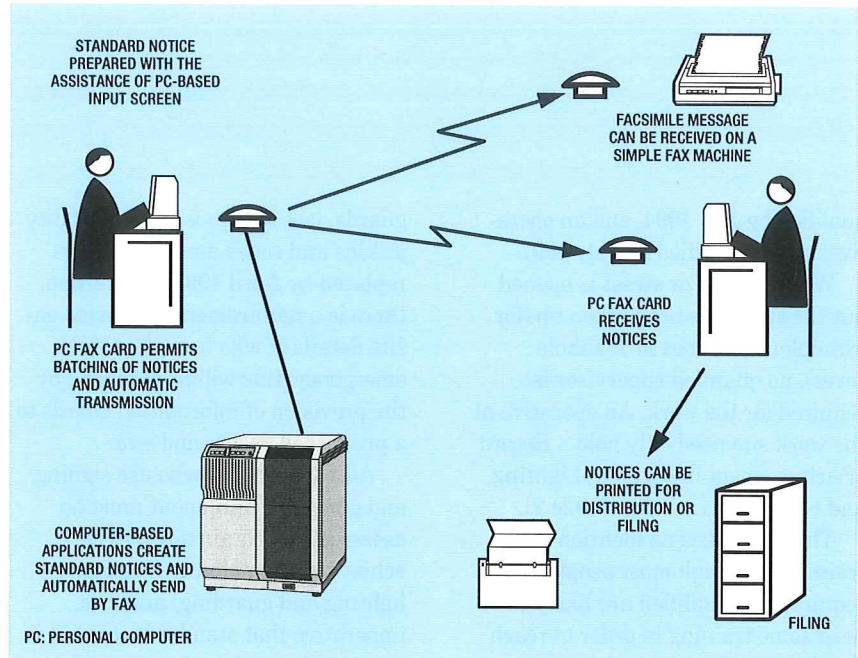 STANDARD NOTICE
PREPARED WITH THE
ASSISTANCE OF PC-BASED
INPUT SCREEN
FACSIMILE MESSAGE
CAN BE RECEIVED ON A
SIMPLE FAX MACHINE
PC FAX CARD PERMITS
BATCHING OF NOTICES
AND AUTOMATIC
TRANSMISSION
PC FAX CARD
RECEIVES
NOTICES
COMPUTER-BASED
APPLICATIONS CREATE
STANDARD NOTICES AND
AUTOMATICALLY SEND
BY FAX
NOTICES CAN BE
PRINTED FOR
DISTRIBUTION OR
FILING
FILING
PC: PERSONAL COMPUTER